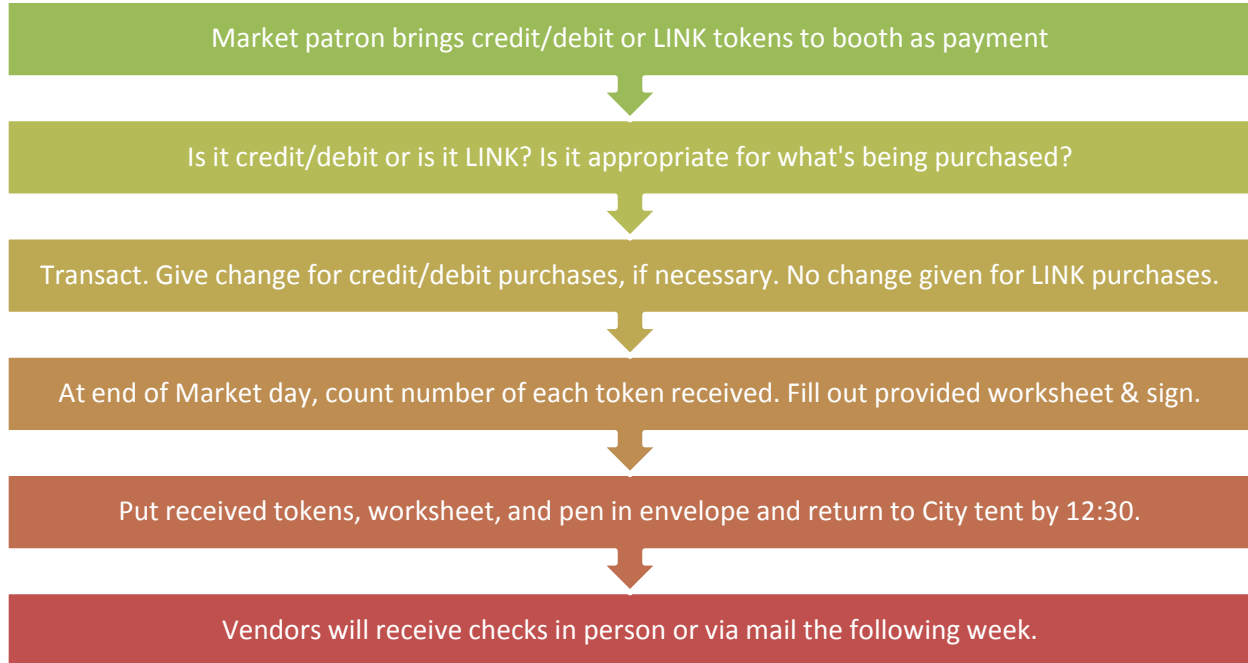 Market patron brings credit/debit or LINK tokens to booth as payment
Is it credit/debit or is it LINK? Is it appropriate for what's being purchased?
Transact. Give change for credit/debit purchases, if necessary. No change given for LINK purchases.
At end of Market day, count number of each token received. Fill out provided worksheet & sign.
Put received tokens, worksheet, and pen in envelope and return to City tent by 12:30.
Vendors will receive checks in person or via mail the following week.